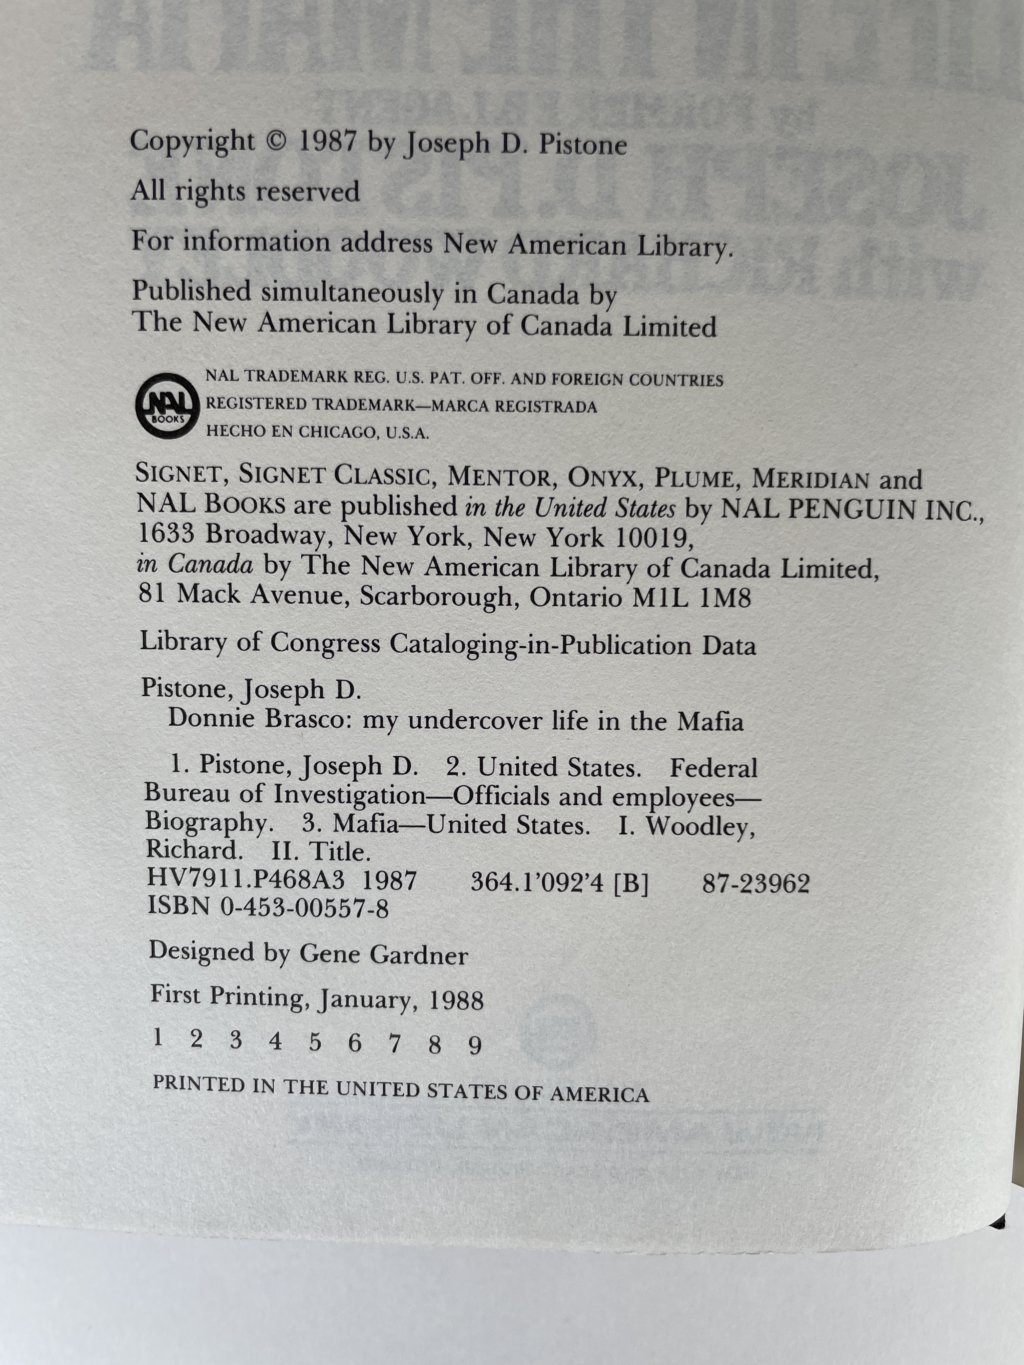 Copyright © 1987 by Joseph D. Pistone
All rights reserved
For information address New American Library.
Published simultaneously in Canada by
The New American Library of Canada Limited
NAL BOOKS
NAL TRADEMARK REG. U.S. PAT. OFF. AND FOREIGN COUNTRIES
REGISTERED TRADEMARK—MARCA REGISTRADA
HECHO EN CHICAGO, U.S.A.
SIGNET, SIGNET CLASSIC, MENTOR, ONYX, PLUME, MERIDIAN and
NAL BOOKS are published in the United States by NAL PENGUIN INC.,
1633 Broadway, New York, New York 10019,
in Canada by The New American Library of Canada Limited,
81 Mack Avenue, Scarborough, Ontario M1L 1M8
Library of Congress Cataloging-in-Publication Data
Pistone, Joseph D.
Donnie Brasco: my undercover life in the Mafia
1. Pistone, Joseph D. 2. United States. Federal
Bureau of Investigation—Officials and employees—
Biography. 3. Mafia—United States. I. Woodley,
Richard. II. Title.
HV7911.P468A3 1987 364.1'092'4 [B] 87-23962
ISBN 0-453-00557-8
Designed by Gene Gardner
First Printing, January, 1988
1 2 3 4 5 6 7 8 9
PRINTED IN THE UNITED STATES OF AMERICA